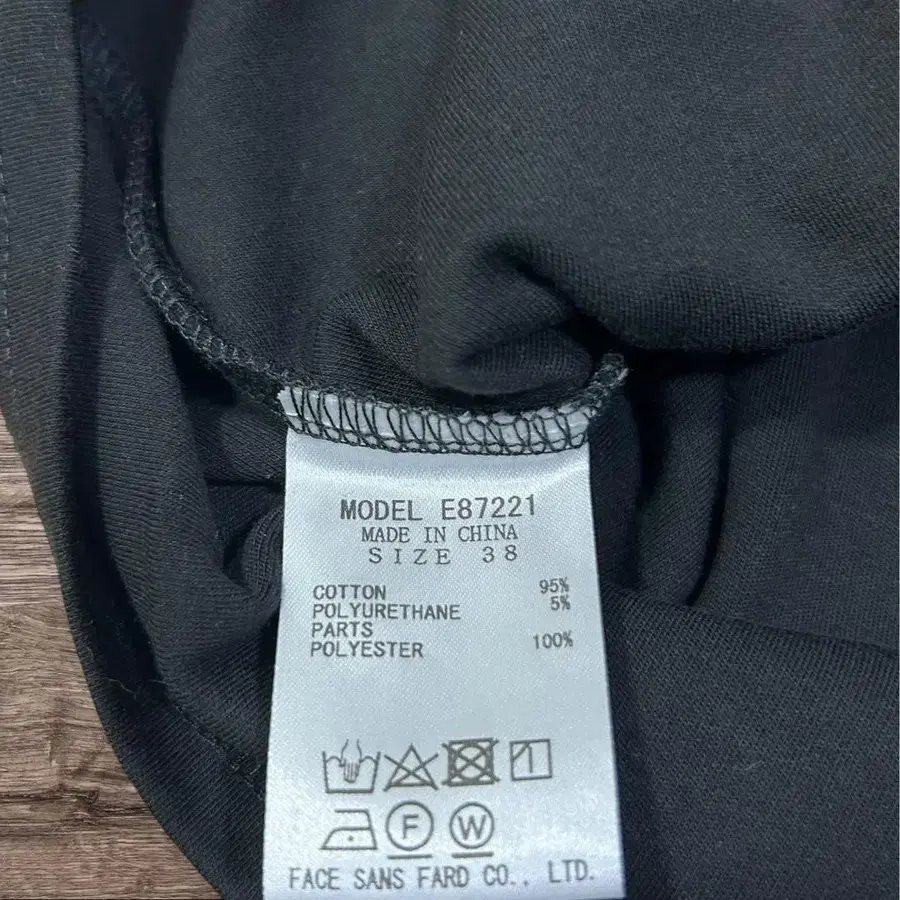 MODEL E87221
MADE IN CHINA
SIZE 38
COTTON 95%
POLYURETHANE 5%
PARTS
POLYESTER 100%
F W
FACE SANS FARD CO., LTD.